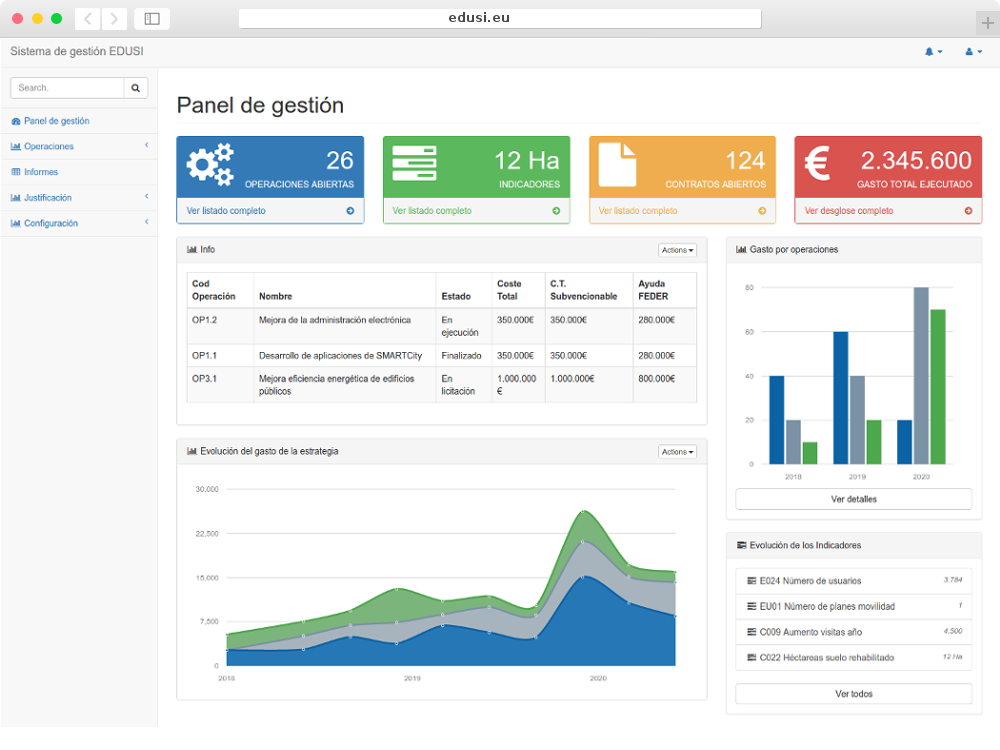 edusi.eu
Sistema de gestión EDUSI
Search.
Panel de gestión
Operaciones
Informes
Justificación
Configuración
Panel de gestión
26
OPERACIONES ABIERTAS
Ver listado completo
12 Ha
INDICADORES
Ver listado completo
124
CONTRATOS ABIERTOS
Ver listado completo
2.345.600
GASTO TOTAL EJECUTADO
Ver desglose completo
Info
Actions
Cod Operación Nombre Estado Coste Total C.T. Subvencionable Ayuda FEDER
OP1.2 Mejora de la administración electrónica En ejecución 350.000€ 350.000€ 280.000€
OP1.1 Desarrollo de aplicaciones de SMARTCity Finalizado 350.000€ 350.000€ 280.000€
OP3.1 Mejora eficiencia energética de edificios públicos En licitación 1.000.000 € 1.000.000€ 800.000€
Evolución del gasto de la estrategia
Actions
30,000
22,500
15,000
7,500
0
2018 2019 2020
Gasto por operaciones
80
60
40
20
0
2018 2019 2020
Ver detalles
Evolución de los Indicadores
E024 Número de usuarios 3.784
EU01 Número de planes movilidad 1
C009 Aumento visitas año 4.500
C022 Héctareas suelo rehabilitado 12 Ha
Ver todos